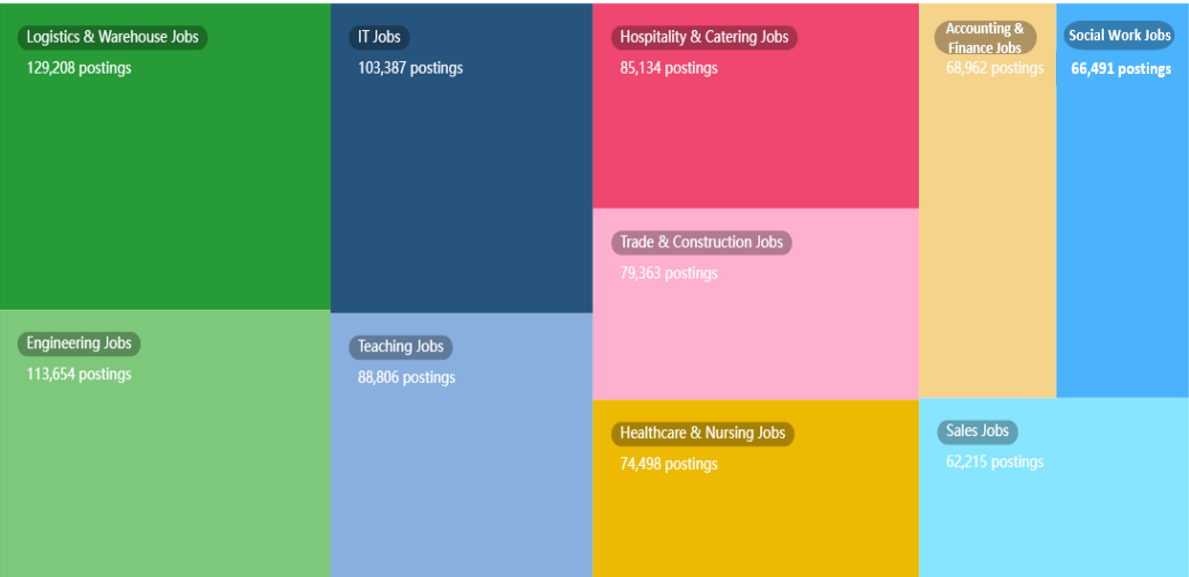 Logistics & Warehouse Jobs
129,208 postings
Engineering Jobs
113,654 postings
IT Jobs
103,387 postings
Teaching Jobs
88,806 postings
Hospitality & Catering Jobs
85,134 postings
Trade & Construction Jobs
79,363 postings
Healthcare & Nursing Jobs
74,498 postings
Accounting &
Finance Jobs
68,962 postings
Social Work Jobs
66,491 postings
Sales Jobs
62,215 postings